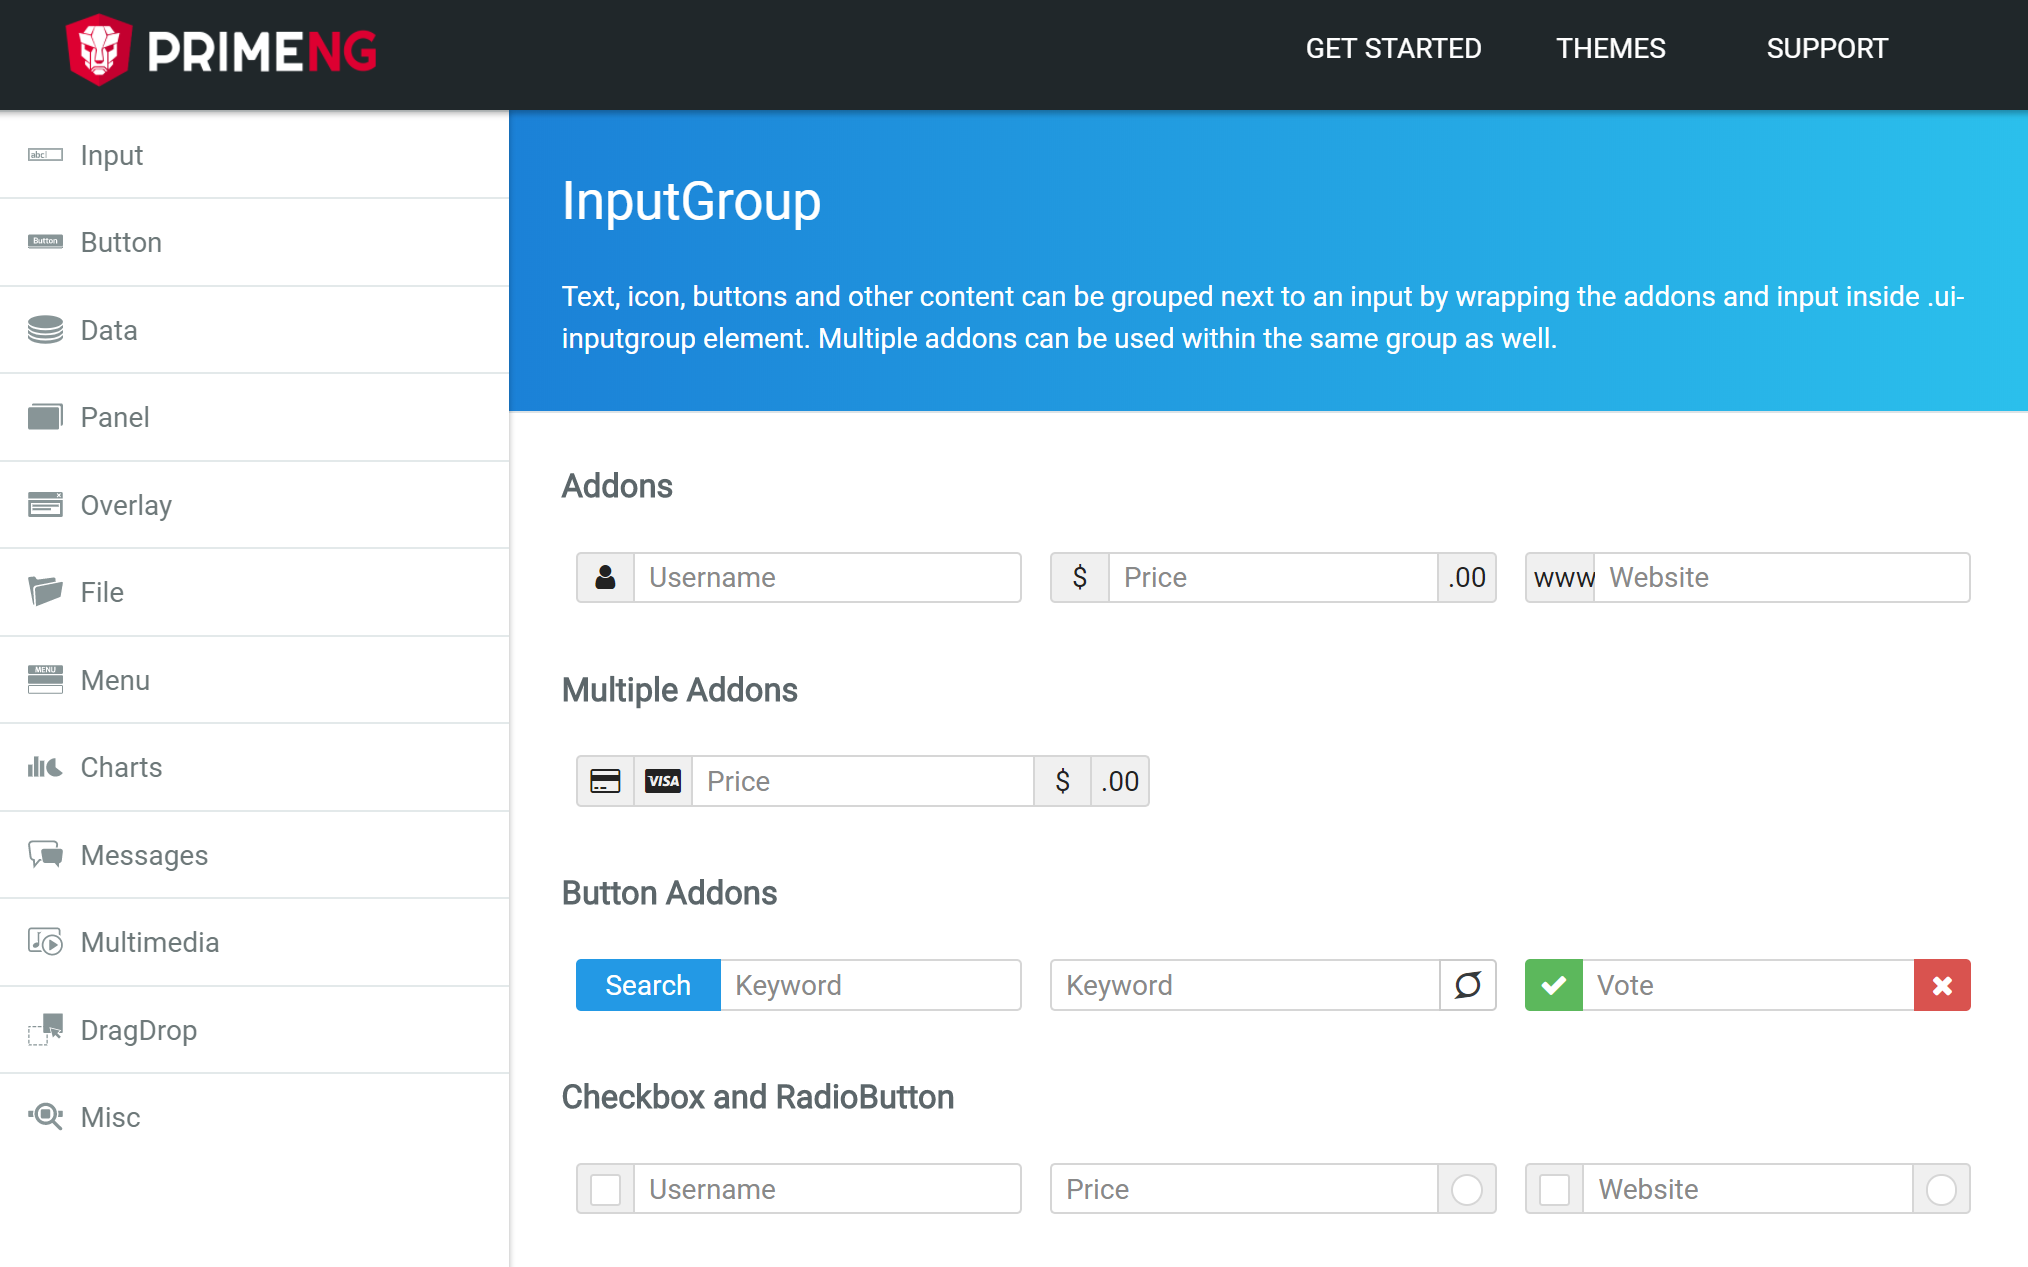 PRIMENG
GET STARTED
THEMES
SUPPORT
abc
Input
Button
Button
Data
Panel
Overlay
File
MENU
Menu
Charts
Messages
Multimedia
DragDrop
Misc
InputGroup
Text, icon, buttons and other content can be grouped next to an input by wrapping the addons and input inside .ui-
inputgroup element. Multiple addons can be used within the same group as well.
Addons
Username
$ Price .00
www Website
Multiple Addons
VISA Price $ .00
Button Addons
Search Keyword
Keyword
Vote
Checkbox and RadioButton
Username
Price
Website